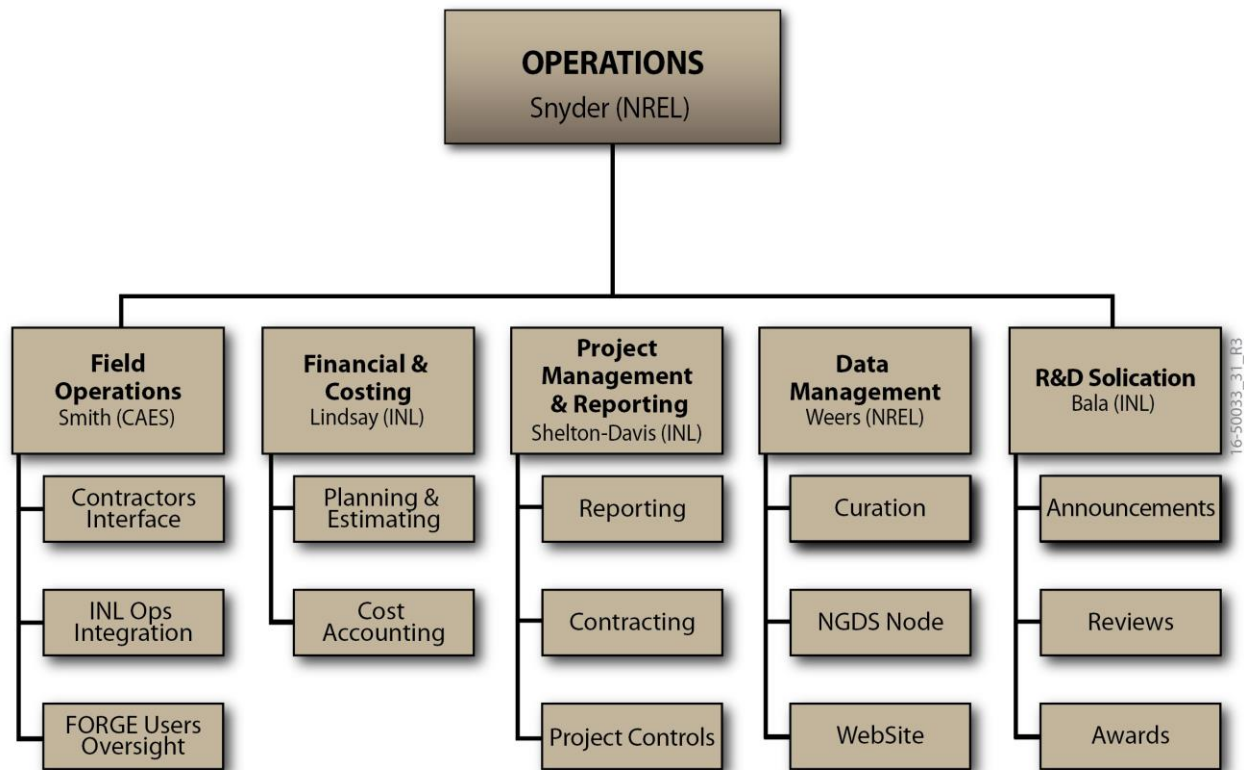 OPERATIONS
Snyder (NREL)
Field
Operations
Smith (CAES)
Contractors
Interface
INL Ops
Integration
FORGE Users
Oversight
Financial &
Costing
Lindsay (INL)
Planning &
Estimating
Cost
Accounting
Project
Management
& Reporting
Shelton-Davis (INL)
Reporting
Contracting
Project Controls
Data
Management
Weers (NREL)
Curation
NGDS Node
WebSite
R&D Solication
Bala (INL)
Announcements
Reviews
Awards
16-50033_31_R3